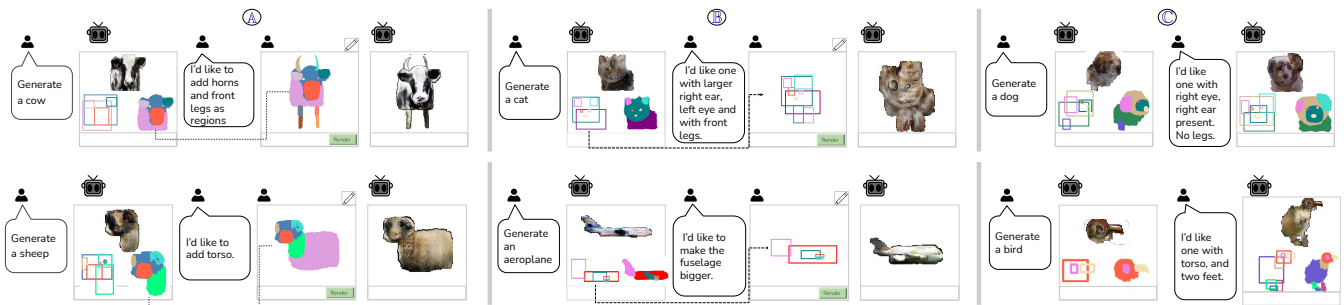 A
B
C
Generate
a cow
I'd like to
add horns
and front
legs as
regions
Render
Generate
a cat
I'd like one
with larger
right ear,
left eye and
with front
legs.
Render
Generate
a dog
I'd like
one with
right eye,
right ear
present.
No legs.
Generate
a sheep
I'd like to
add torso.
Render
Generate
an
aeroplane
I'd like to
make the
fuselage
bigger.
Render
Generate
a bird
I'd like
one with
torso, and
two feet.